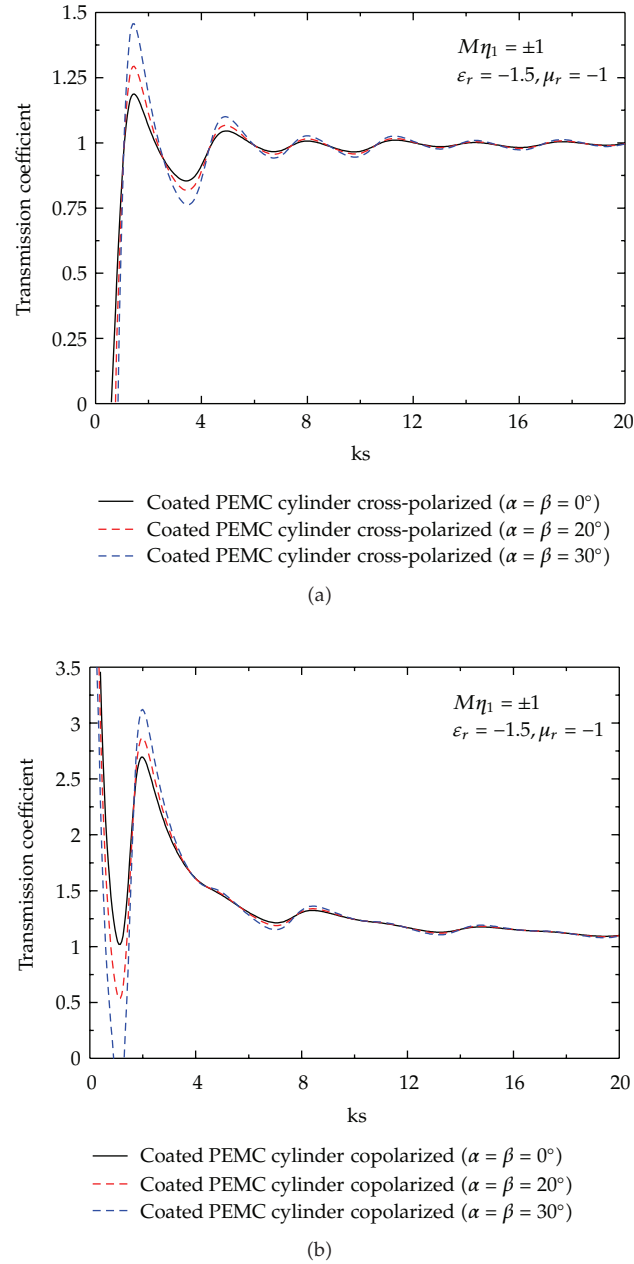 1.5
1.25
1
0.75
0.5
0.25
0
Transmission coefficient
Mη1 = ±1
εr = −1.5, μr = −1
0 4 8 12 16 20
ks
Coated PEMC cylinder cross-polarized (α = β = 0°)
Coated PEMC cylinder cross-polarized (α = β = 20°)
Coated PEMC cylinder cross-polarized (α = β = 30°)
(a)
3.5
3
2.5
2
1.5
1
0.5
0
Transmission coefficient
Mη1 = ±1
εr = −1.5, μr = −1
0 4 8 12 16 20
ks
Coated PEMC cylinder copolarized (α = β = 0°)
Coated PEMC cylinder copolarized (α = β = 20°)
Coated PEMC cylinder copolarized (α = β = 30°)
(b)